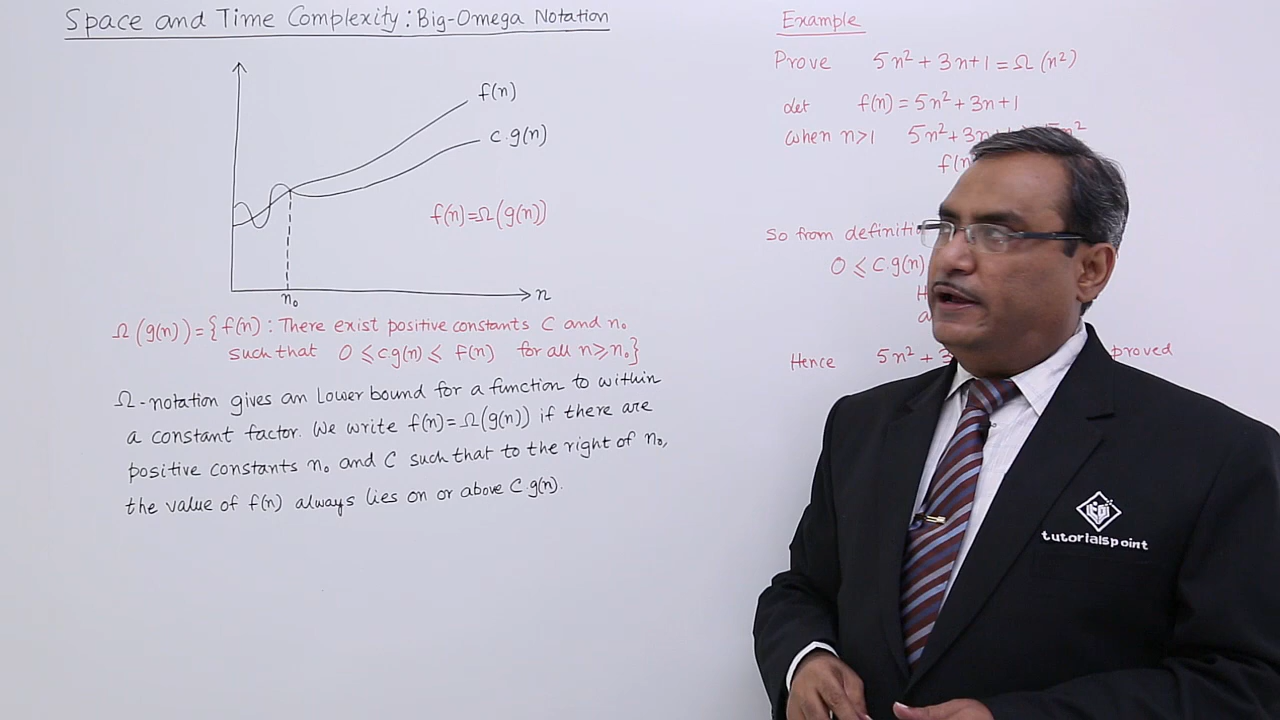 Space and Time Complexity: Big-Omega Notation
f(n)
c.g(n)
f(n)=Ω(g(n))
n₀
n
Ω(g(n))={f(n): There exist positive constants C and n₀
such that 0 ≤ c.g(n) ≤ f(n) for all n≥n₀}
Ω-notation gives an Lower bound for a function to within
a constant factor. We write f(n)=Ω(g(n)) if there are
positive constants n₀ and C such that to the right of n₀,
the value of f(n) always lies on or above C.g(n).
Example
Prove 5n²+3n+1=Ω(n²)
Let f(n)=5n²+3n+1
when n>1 5n²+3n
f(n
So from
0 ≤ C.g(n)
Hence 5n²+3 proved
tutorialspoint